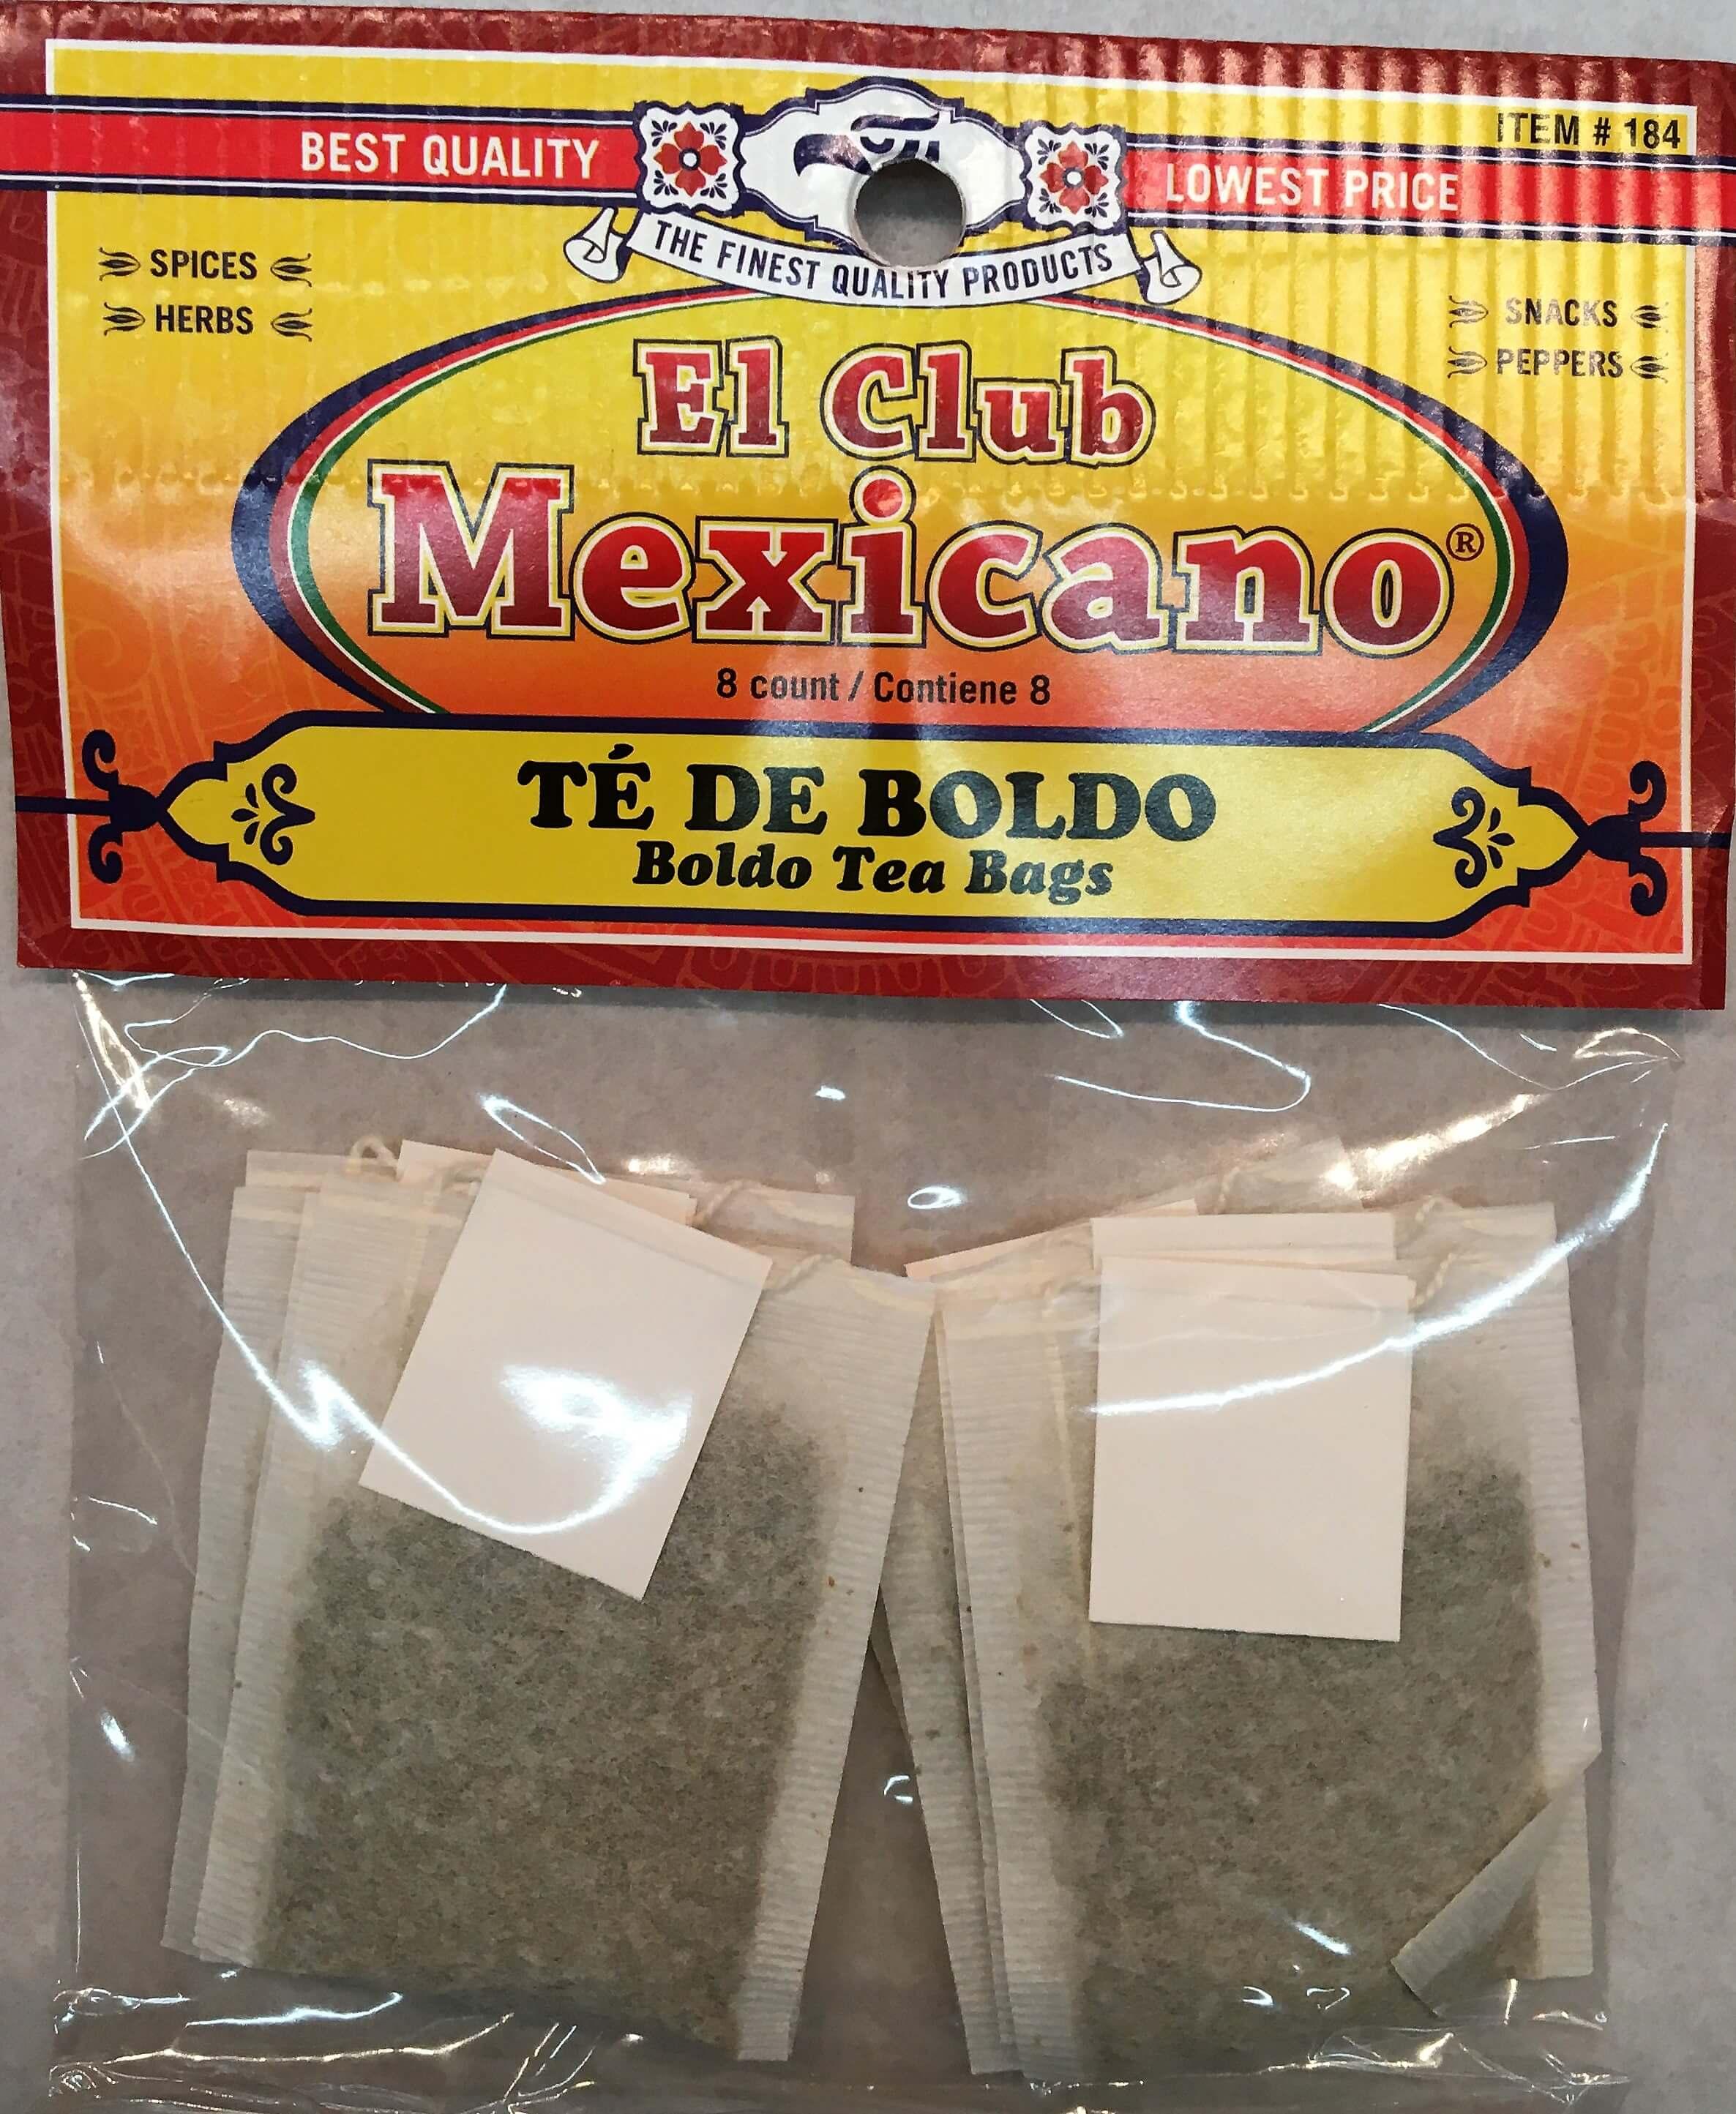 ITEM # 184
BEST QUALITY
LOWEST PRICE
THE FINEST QUALITY PRODUCTS
SPICES
HERBS
SNACKS
PEPPERS
El Club
Mexicano®
8 count / Contiene 8
TÉ DE BOLDO
Boldo Tea Bags